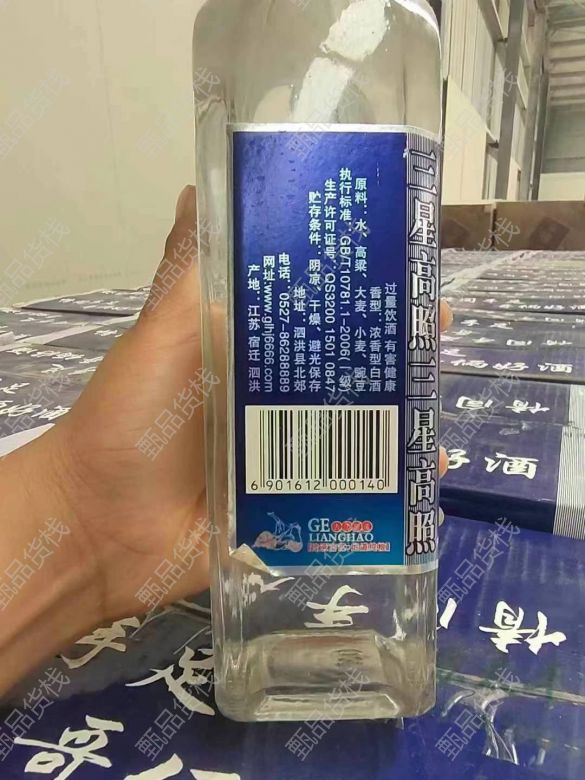 三星高照三星高照
过量饮酒 有害健康
香型：浓香型白酒
原料：水、高粱、大麦、小麦、豌豆
执行标准：GB/T10781.1-2006(一级)
生产许可证号：QS3200 1501 0847
贮存条件：阴凉、干燥、避光保存
地址：泗洪县北郊
电话：0527-86288689
网址:www.glhj6666.com
产地：江苏 宿迁 泗洪
6 901612 000140
GE
LIANGHAO
甄品货栈